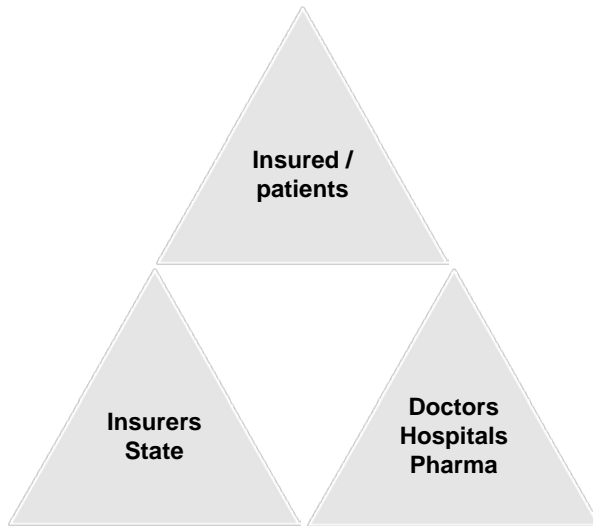 Insured /
patients
Insurers
State
Doctors
Hospitals
Pharma